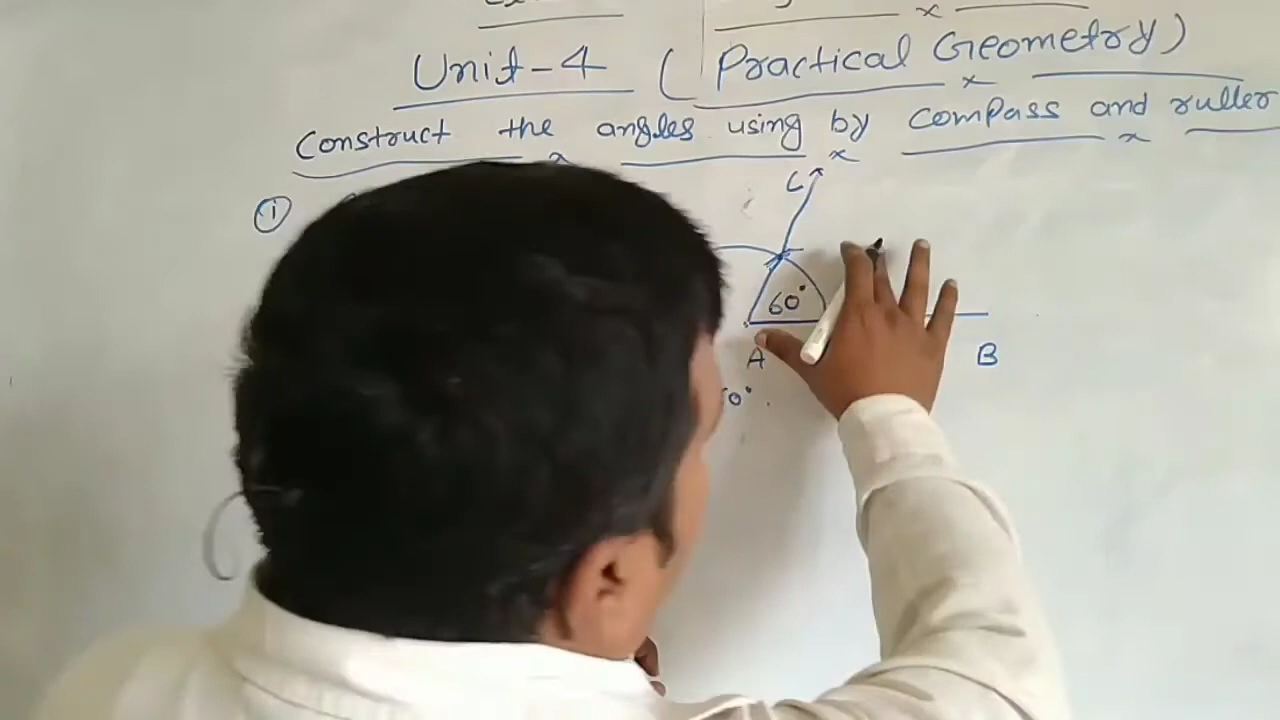 Unit-4 ( Practical Geometry)
Construct the angles using by compass and ruller
①
C
60°
A
B